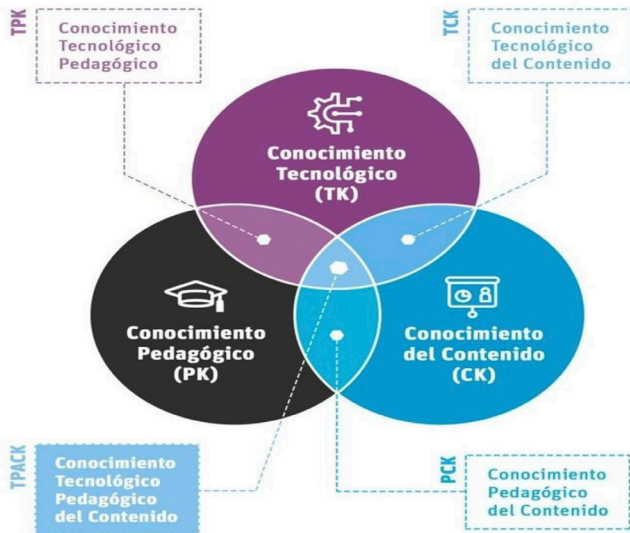 TPK
Conocimiento
Tecnológico
Pedagógico
TCK
Conocimiento
Tecnológico
del Contenido
Conocimiento
Tecnológico
(TK)
Conocimiento
Pedagógico
(PK)
Conocimiento
del Contenido
(CK)
TPACK
Conocimiento
Tecnológico
Pedagógico
del Contenido
PCK
Conocimiento
Pedagógico
del Contenido